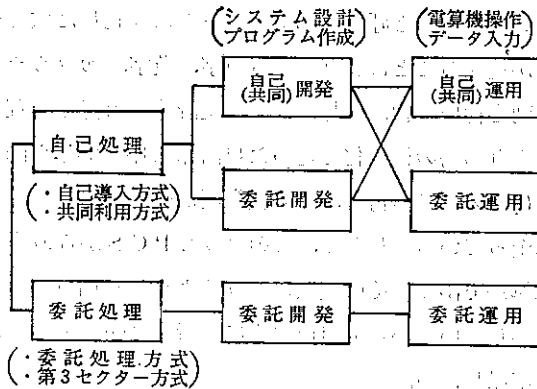 (システム設計
プログラム作成)
(電算機操作
データ入力)
自己
(共同)開発
自己
(共同)運用
自己処理
(・自己導入方式
・共同利用方式)
委託開発
委託運用
委託処理
委託開発
委託運用
(・委託処理方式
・第3セクター方式)